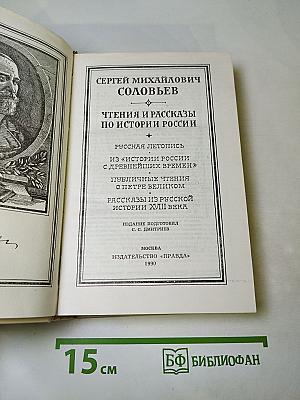 СЕРГЕЙ МИХАЙЛОВИЧ
СОЛОВЬЕВ
ЧТЕНИЯ И РАССКАЗЫ
ПО ИСТОРИИ РОССИИ
РУССКАЯ ЛЕТОПИСЬ
ИЗ «ИСТОРИИ РОССИИ
С ДРЕВНЕЙШИХ ВРЕМЕН»
ПУБЛИЧНЫЕ ЧТЕНИЯ
О ПЕТРЕ ВЕЛИКОМ
РАССКАЗЫ ИЗ РУССКОЙ
ИСТОРИИ XVIII ВЕКА
ИЗДАНИЕ ПОДГОТОВИЛ
С. С. ДМИТРИЕВ
МОСКВА
ИЗДАТЕЛЬСТВО «ПРАВДА»
1990
15 см
БФ БИБЛИОФАН